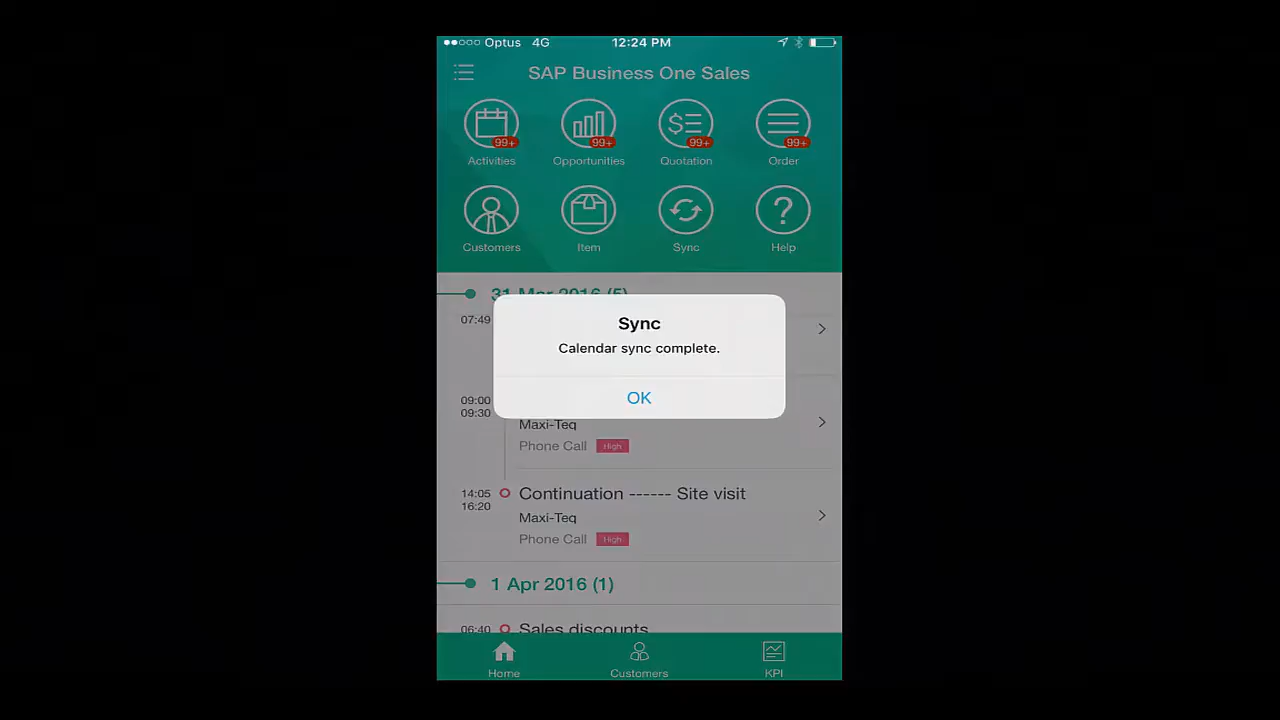 Optus 4G 12:24 PM
SAP Business One Sales
99+ 99+ 99+ 99+
Activities Opportunities Quotation Order
Customers Item Sync Help
31 Mar 2016 (5)
07:49
Sync
Calendar sync complete.
OK
09:00
09:30
Maxi-Teq
Phone Call High
14:05
16:20
Continuation ------ Site visit
Maxi-Teq
Phone Call High
1 Apr 2016 (1)
06:40 Sales discounts
Home Customers KPI